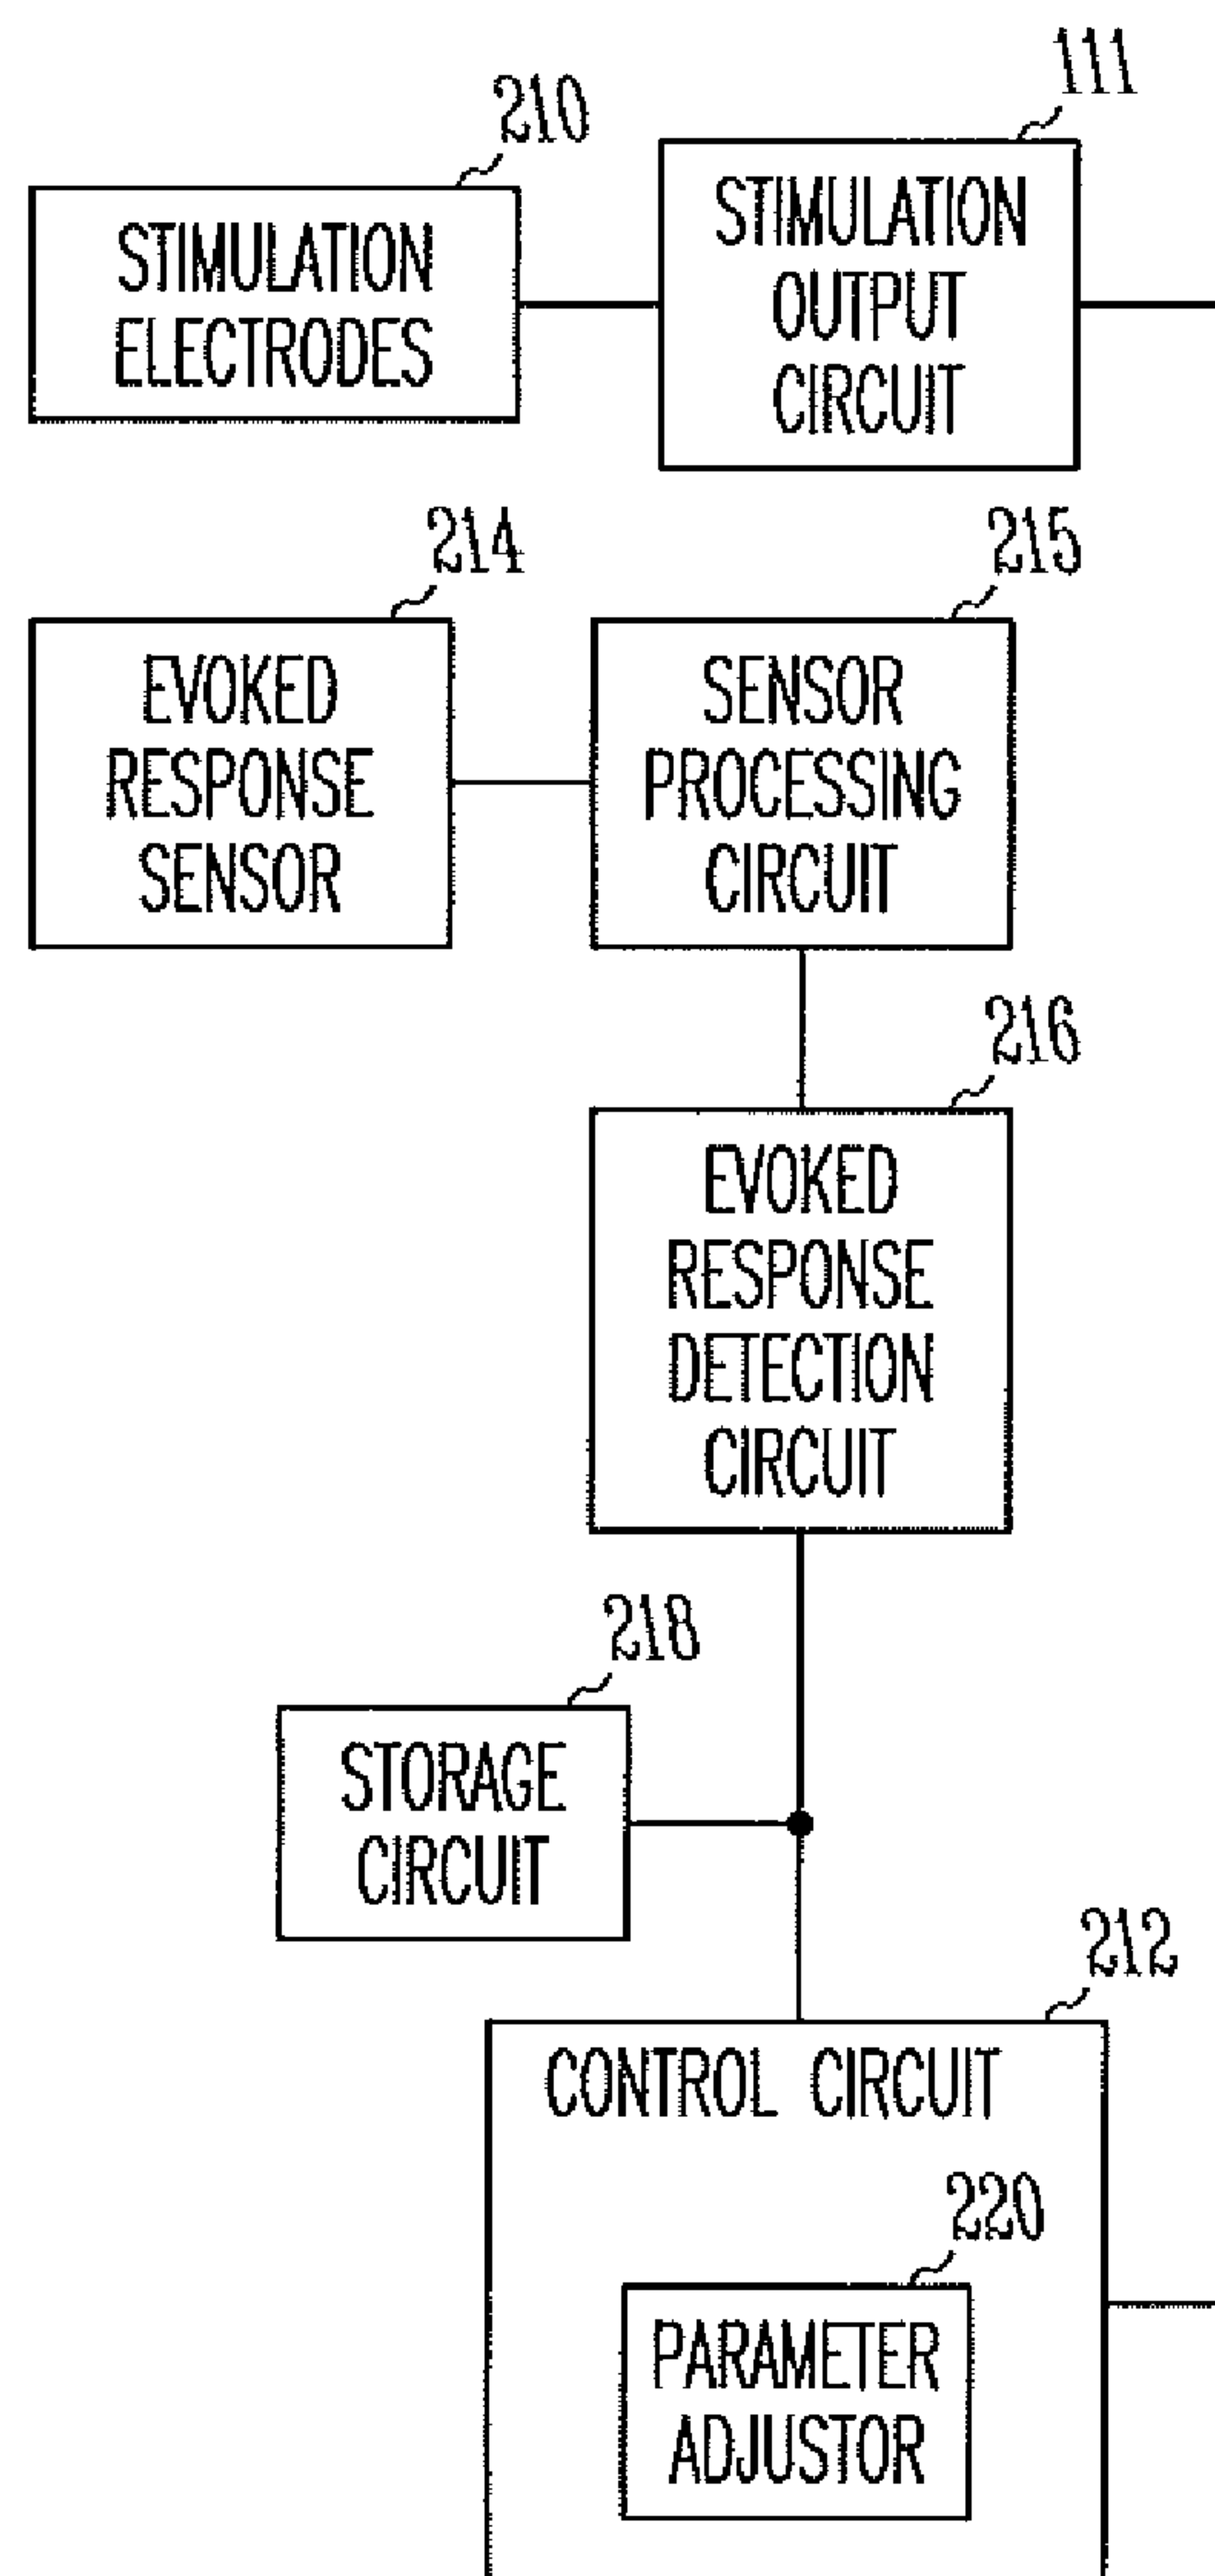 111
210
STIMULATION
OUTPUT
CIRCUIT
STIMULATION
ELECTRODES
214
215
EVOKED
RESPONSE
SENSOR
SENSOR
PROCESSING
CIRCUIT
216
EVOKED
RESPONSE
DETECTION
CIRCUIT
218
STORAGE
CIRCUIT
212
CONTROL CIRCUIT
220
PARAMETER
ADJUSTOR